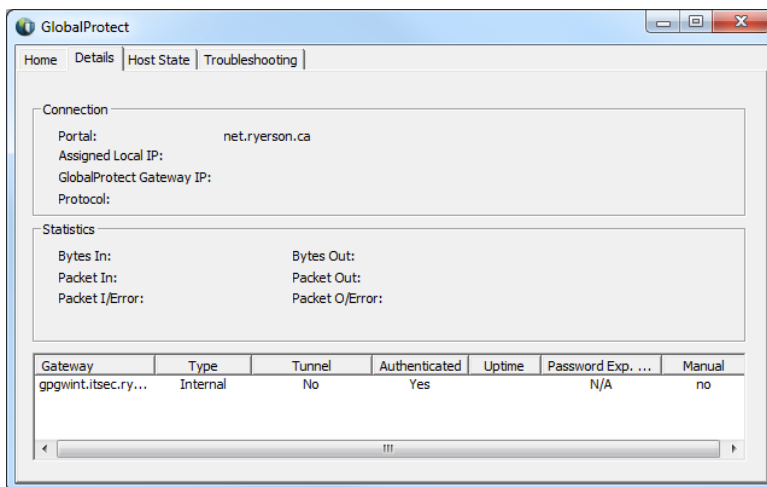 GlobalProtect
Home Details Host State Troubleshooting
Connection
Portal: net.ryerson.ca
Assigned Local IP:
GlobalProtect Gateway IP:
Protocol:
Statistics
Bytes In: Bytes Out:
Packet In: Packet Out:
Packet I/Error: Packet O/Error:
Gateway Type Tunnel Authenticated Uptime Password Exp. ... Manual
gpgwint.itsec.ry... Internal No Yes N/A no